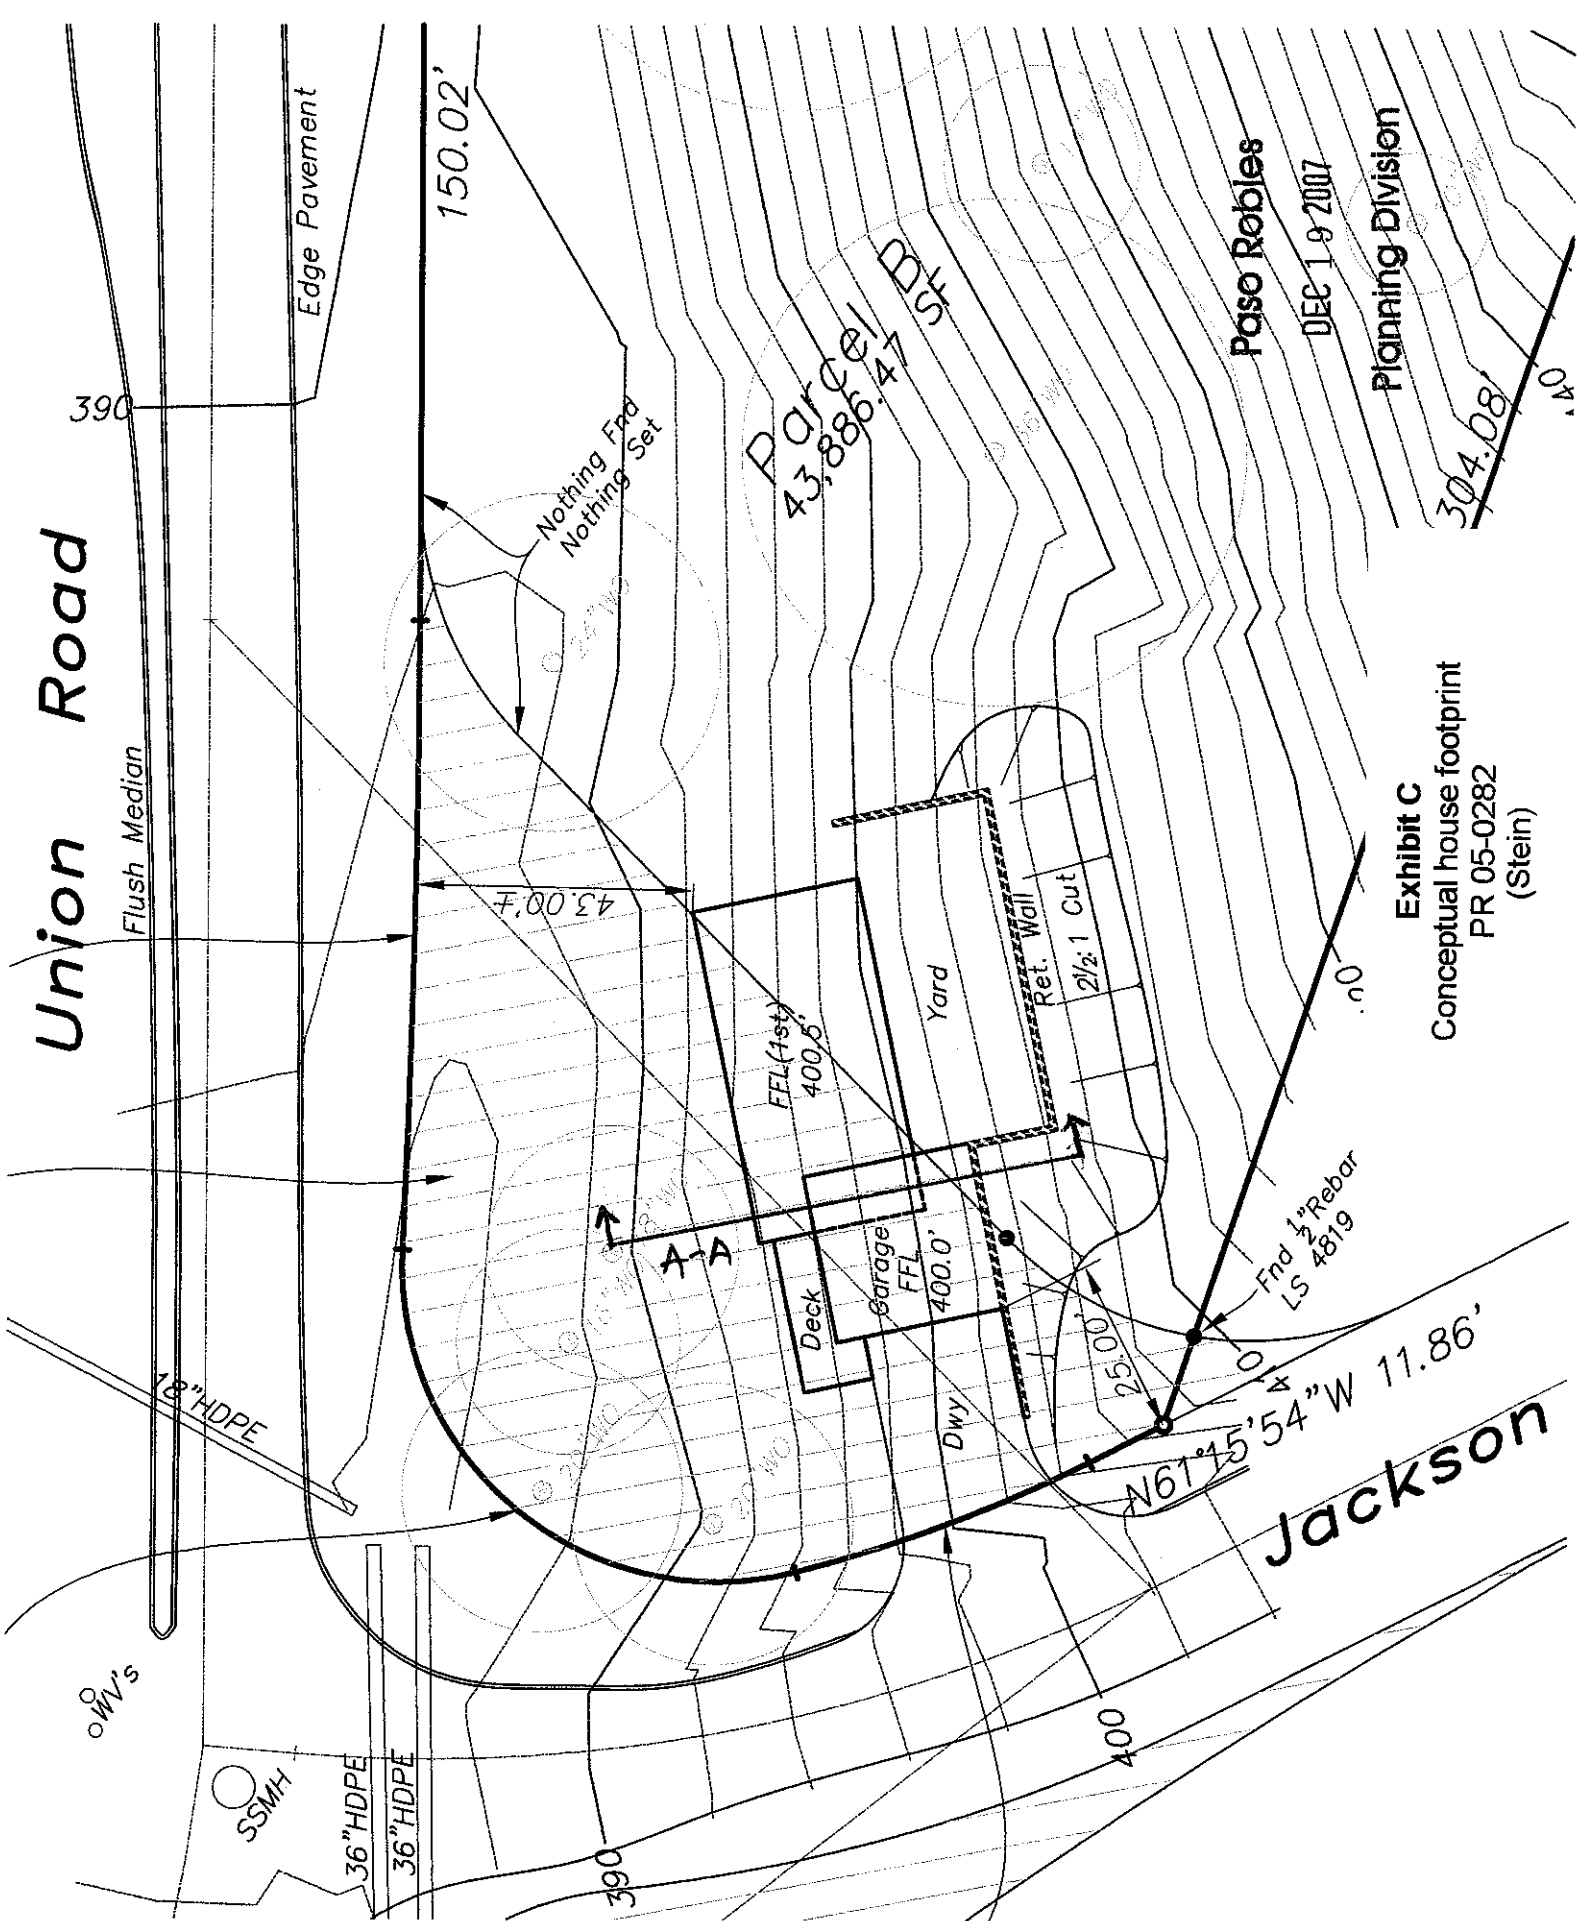 Union Road
Flush Median
Edge Pavement
390
150.02'
Nothing Fnd
Nothing Set
24" WO
Parcel B
43,886.47 SF
43.00'±
FFL(1st)
400.5'
Yard
Ret. Wall
2½:1 Cut
A-A
Deck
Garage
FFL
400.0'
Dwy
25.00'
Fnd ½" Rebar
LS 4819
N61°15'54"W 11.86'
Jackson
18"HDPE
36"HDPE
36"HDPE
SSMH
WV's
390
400
304.08'
Paso Robles
DEC 19 2007
Planning Division
Exhibit C
Conceptual house footprint
PR 05-0282
(Stein)